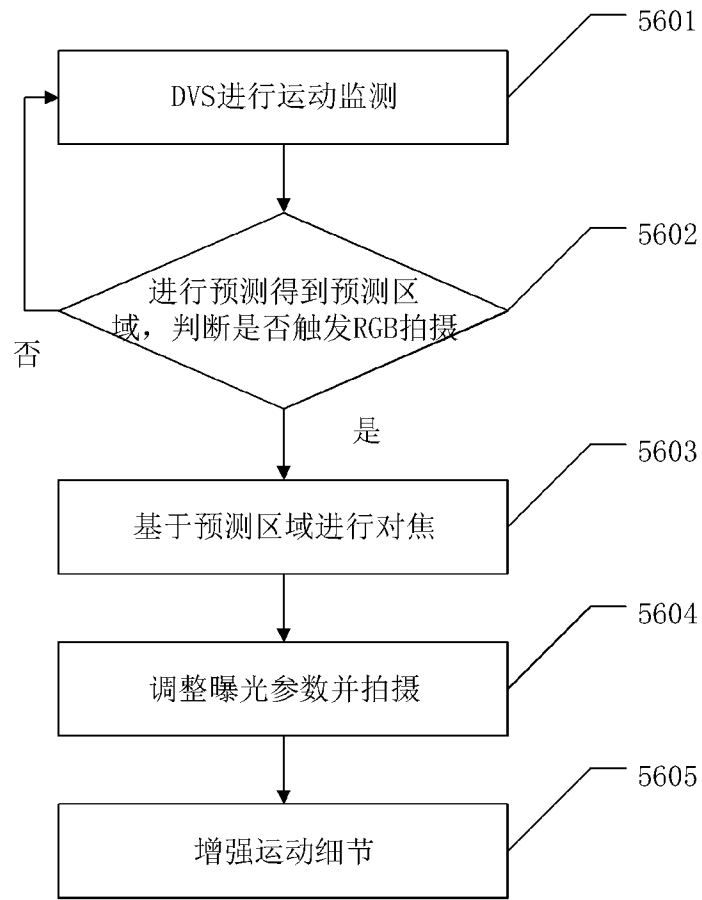 5601
DVS进行运动监测
5602
进行预测得到预测区
域，判断是否触发RGB拍摄
否
是
5603
基于预测区域进行对焦
5604
调整曝光参数并拍摄
5605
增强运动细节